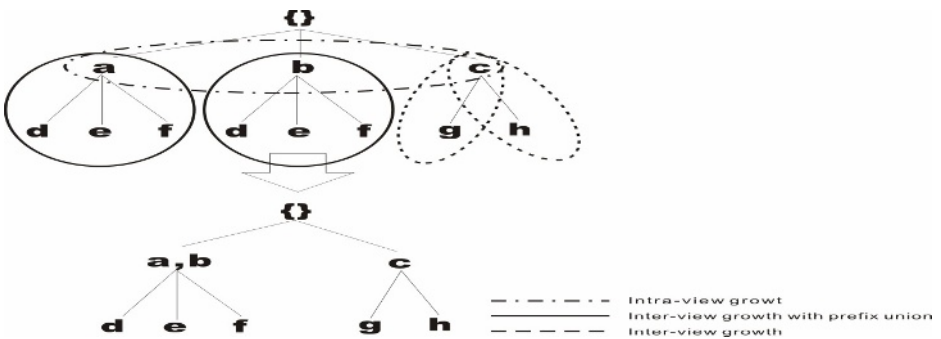 {}
a b c
d e f d e f g h
{}
a,b c
d e f g h
Intra-view growt
Inter-view growth with prefix union
Inter-view growth